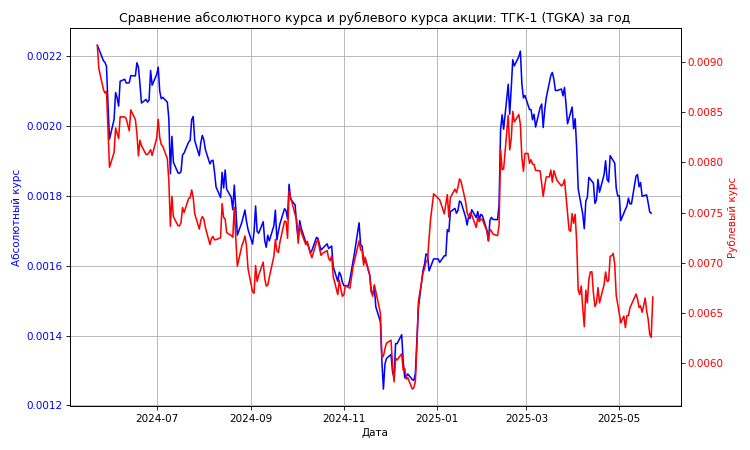 Сравнение абсолютного курса и рублевого курса акции: ТГК-1 (TGKA) за год
0.0022
0.0020
0.0018
0.0016
0.0014
0.0012
Абсолютный курс
0.0090
0.0085
0.0080
0.0075
0.0070
0.0065
0.0060
Рублевый курс
2024-07 2024-09 2024-11 2025-01 2025-03 2025-05
Дата